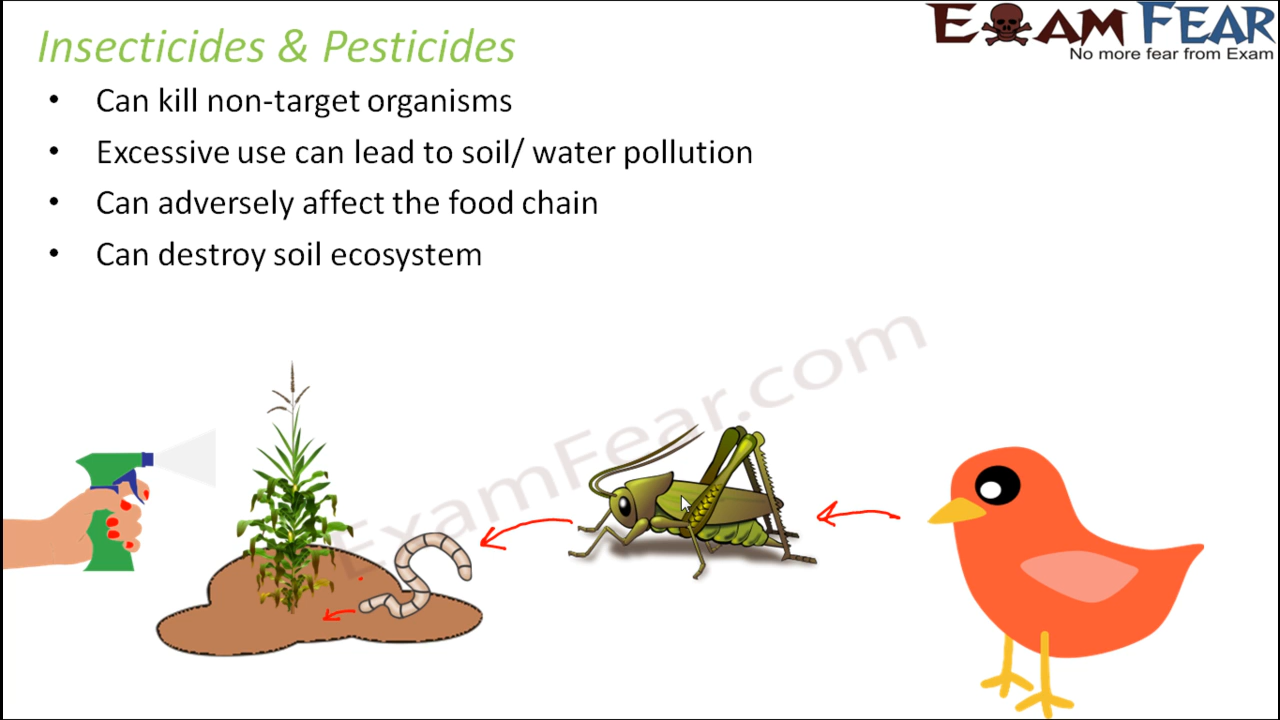 Insecticides & Pesticides
EXAM FEAR
No more fear from Exam
• Can kill non-target organisms
• Excessive use can lead to soil/ water pollution
• Can adversely affect the food chain
• Can destroy soil ecosystem
ExamFear.com